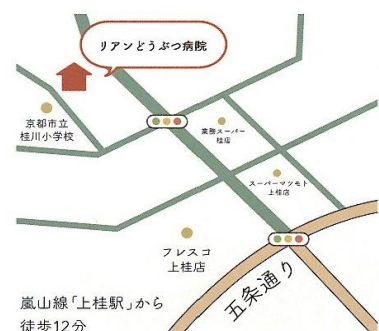 リアンどうぶつ病院
京都市立
桂川小学校
業務スーパー
桂店
スーパーマツモト
上桂店
フレスコ
上桂店
五条通り
嵐山線「上桂駅」から
徒歩12分